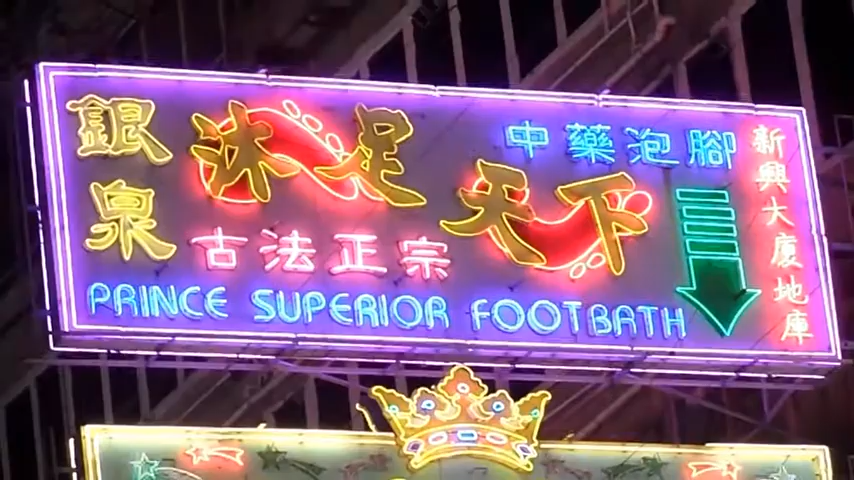 銀泉
沐足天下
中藥泡腳
古法正宗
PRINCE SUPERIOR FOOTBATH
新興大廈地庫